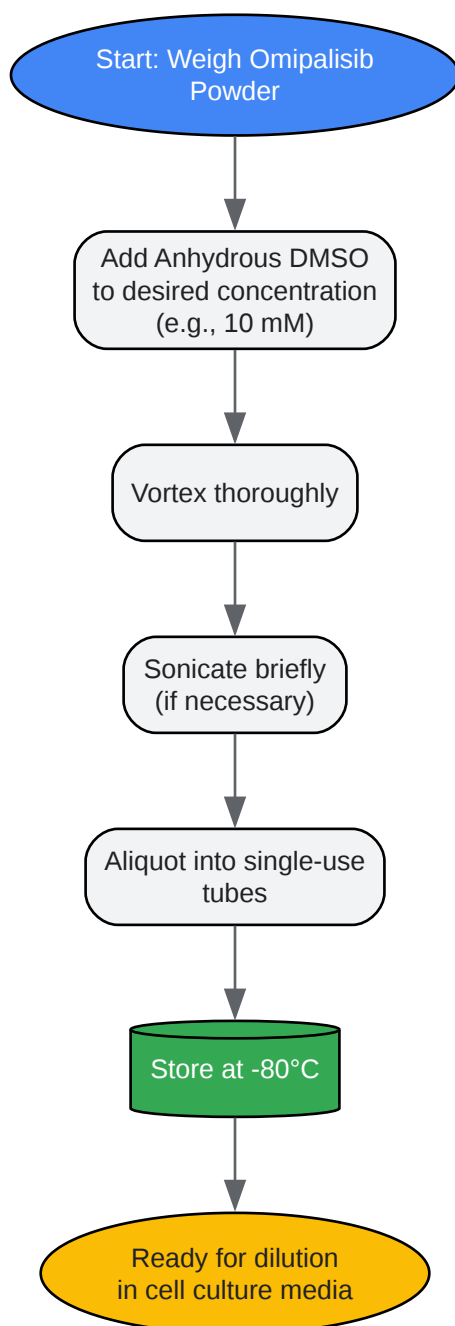 Start: Weigh Omipalisib
Powder
Add Anhydrous DMSO
to desired concentration
(e.g., 10 mM)
Vortex thoroughly
Sonicate briefly
(if necessary)
Aliquot into single-use
tubes
Store at -80°C
Ready for dilution
in cell culture media